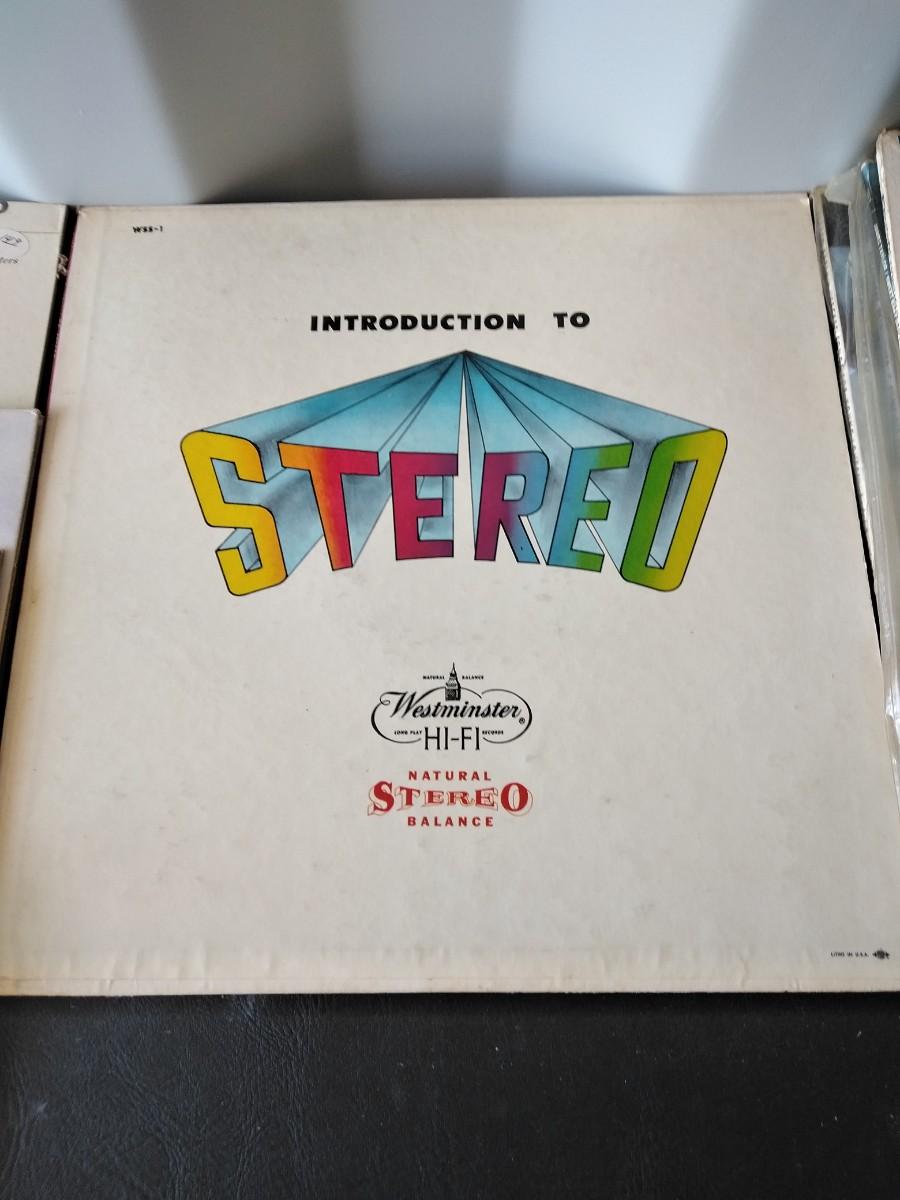 WSS-1
INTRODUCTION TO
STEREO
NATURAL BALANCE
Westminster®
LONG PLAY RECORDS
HI-FI
NATURAL
STEREO
BALANCE
LITHO IN U.S.A.